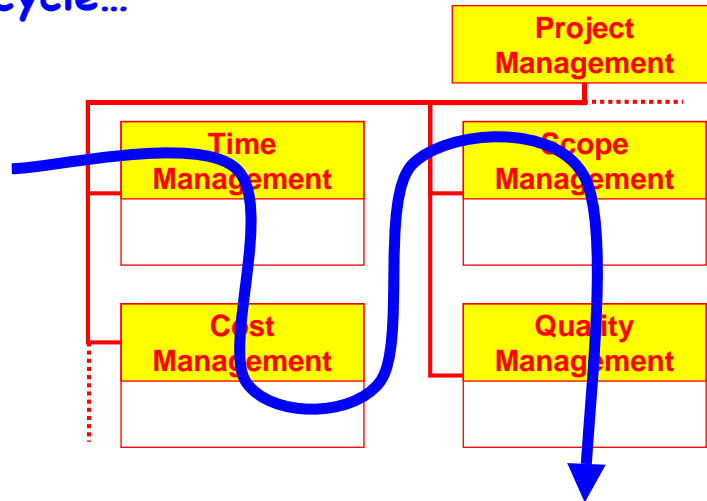 cycle...
Project
Management
Time
Management
Scope
Management
Cost
Management
Quality
Management